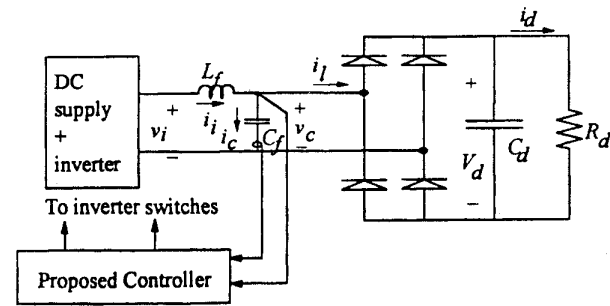 DC
supply
+
inverter
L_f
i_i
v_i
+
−
i_c
C_f
+
v_c
−
i_l
i_d
+
V_d
−
C_d
R_d
To inverter switches
Proposed Controller